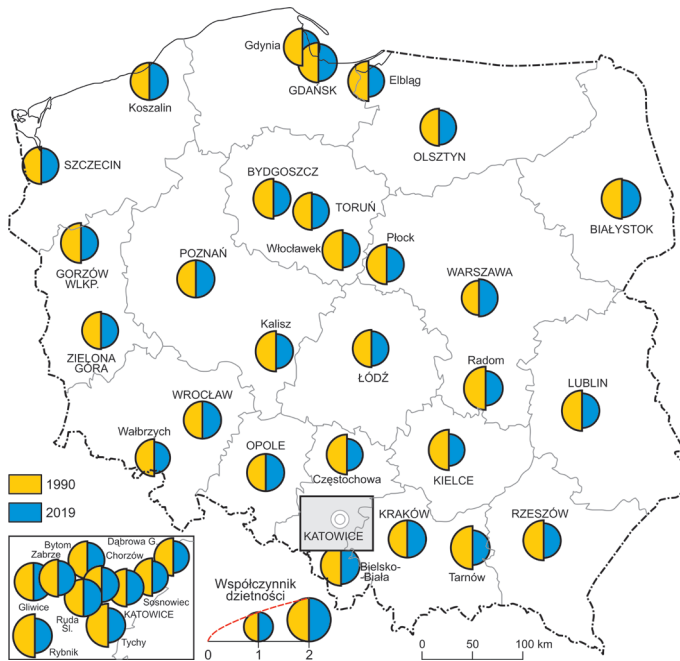 Gdynia
GDAŃSK
Elbląg
Koszalin
OLSZTYN
SZCZECIN
BYDGOSZCZ
TORUŃ
BIAŁYSTOK
Włocławek
Płock
GORZÓW
WLKP.
POZNAŃ
WARSZAWA
Kalisz
ZIELONA
GÓRA
ŁÓDŹ
Radom
LUBLIN
WROCŁAW
Wałbrzych
OPOLE
Częstochowa
KIELCE
1990
2019
KATOWICE
KRAKÓW
RZESZÓW
Bielsko-
Biała
Tarnów
Dąbrowa G.
Bytom
Chorzów
Zabrze
Gliwice
Sosnowiec
KATOWICE
Ruda
Śl.
Tychy
Rybnik
Współczynnik
dzietności
0
1
2
0
50
100 km